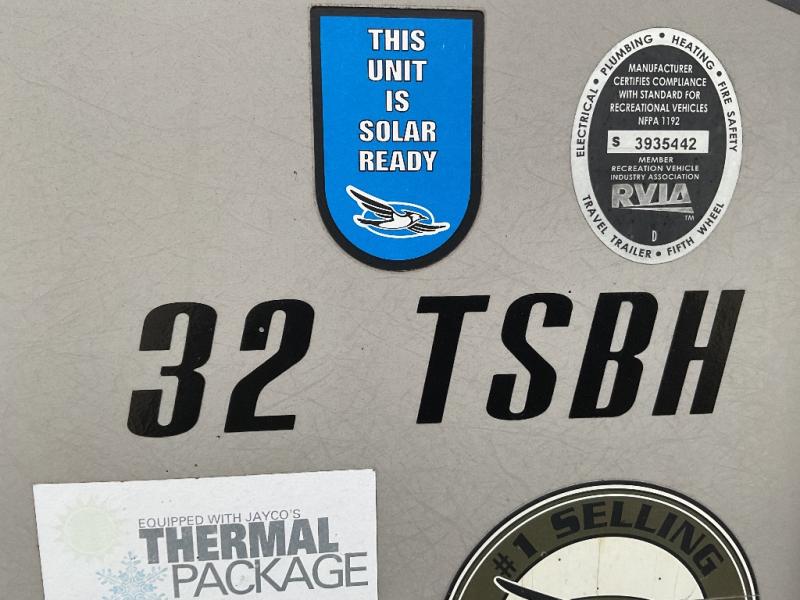 THIS
UNIT
IS
SOLAR
READY
ELECTRICAL • PLUMBING • HEATING • FIRE SAFETY
MANUFACTURER
CERTIFIES COMPLIANCE
WITH STANDARD FOR
RECREATIONAL VEHICLES
NFPA 1192
S 3935442
MEMBER
RECREATION VEHICLE
INDUSTRY ASSOCIATION
RVIA
TM
D
TRAVEL TRAILER • FIFTH WHEEL
32 TSBH
EQUIPPED WITH JAYCO'S
THERMAL
PACKAGE
#1 SELLING